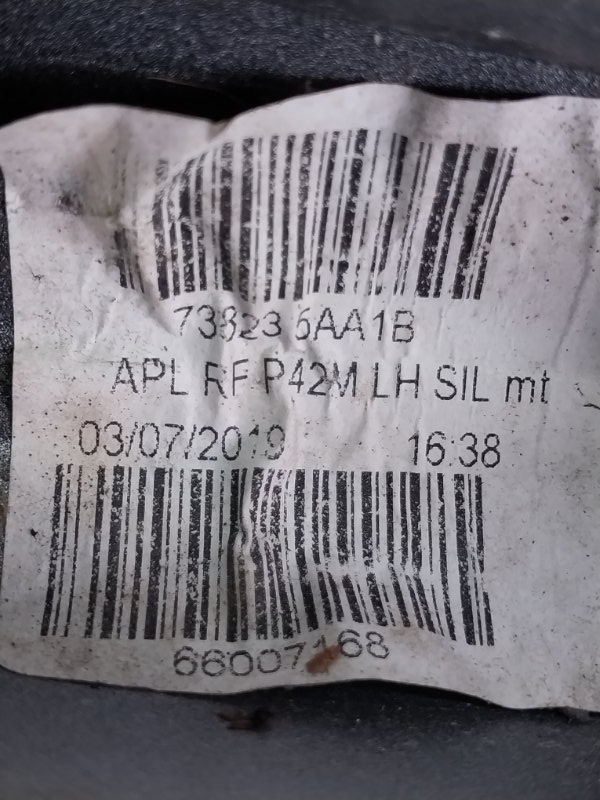 73823 6AA1B
APL RF P42M LH SIL mt
03/07/2019 16:38
66007168